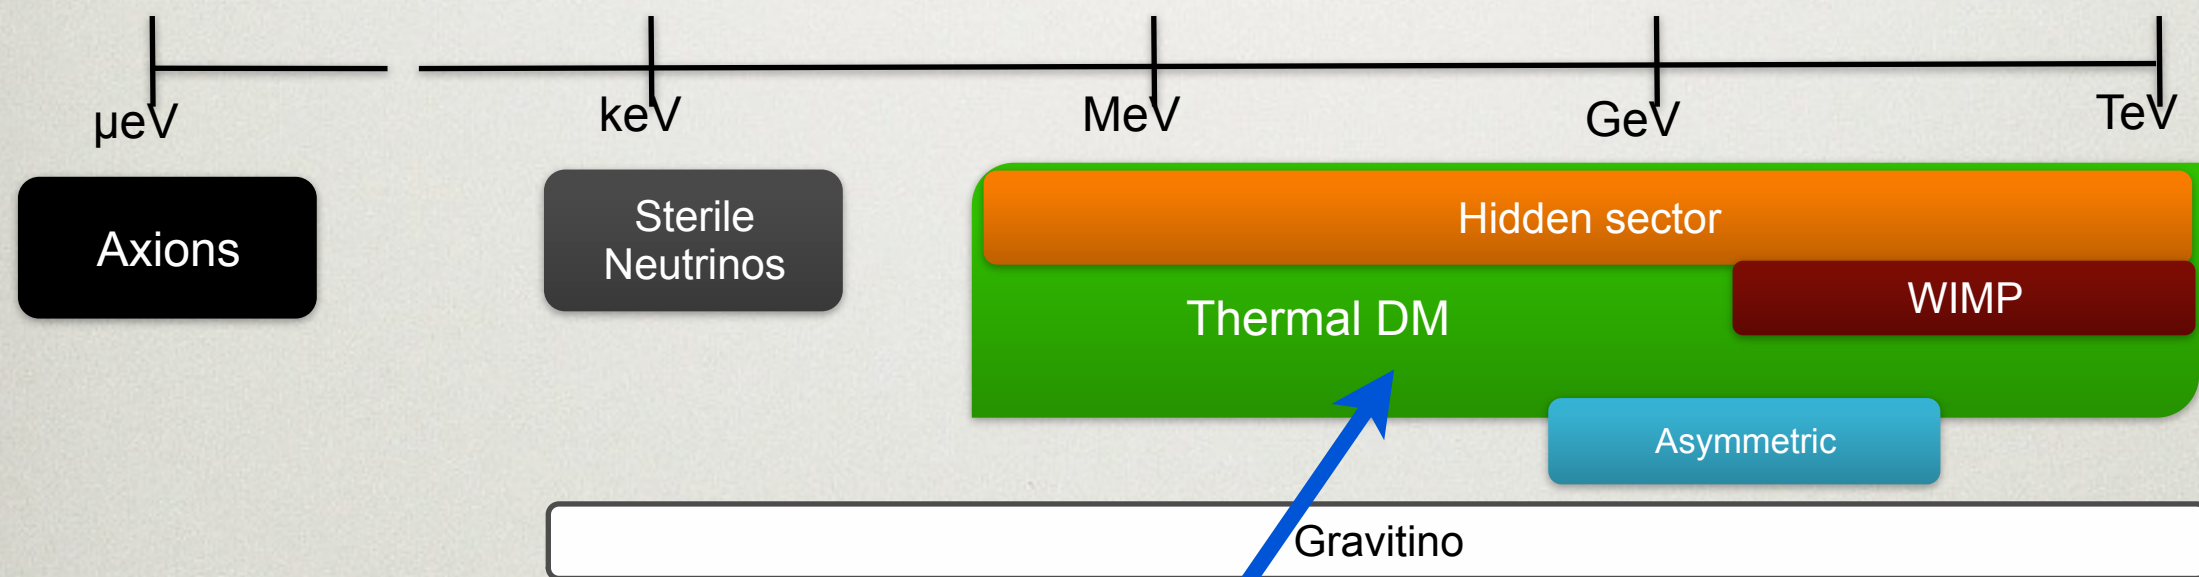 µeV
keV
MeV
GeV
TeV
Axions
Sterile
Neutrinos
Hidden sector
Thermal DM
WIMP
Asymmetric
Gravitino